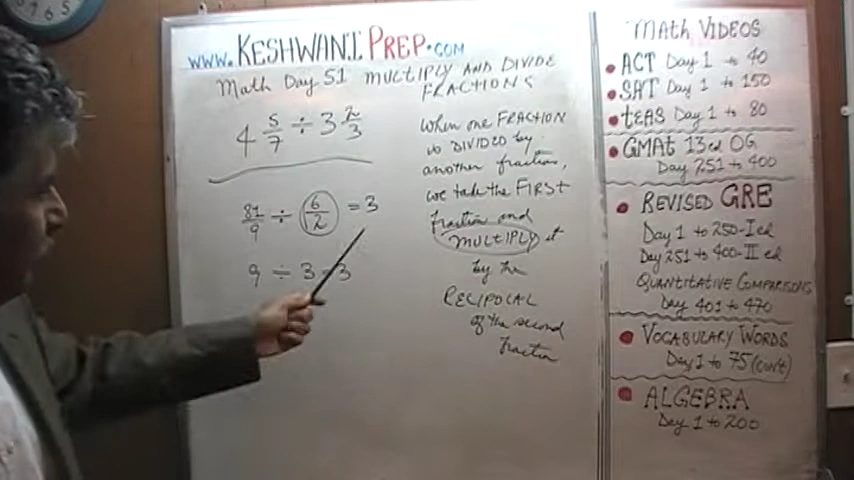 www.KESHWANI PREP.COM
Math Day 51 MULTIPLY AND DIVIDE
FRACTIONS
4 5/7 ÷ 3 2/3
81/9 ÷ 6/2 = 3
9 ÷ 3 = 3
When one FRACTION
is DIVIDED by
another fraction,
we take the FIRST
fraction and
MULTIPLY it
by the
RECIPOCAL
of the second
fraction
Math VIDEOS
ACT Day 1 to 40
SAT Day 1 to 150
TEAS Day 1 to 80
GMAT 13 ed OG
Day 251 to 400
REVISED GRE
Day 1 to 250-I ed
Day 251 to 400-II ed
QUANTITATIVE COMPARISONS
Day 401 to 470
VOCABULARY WORDS
Day 1 to 75 (cont)
ALGEBRA
Day 1 to 200